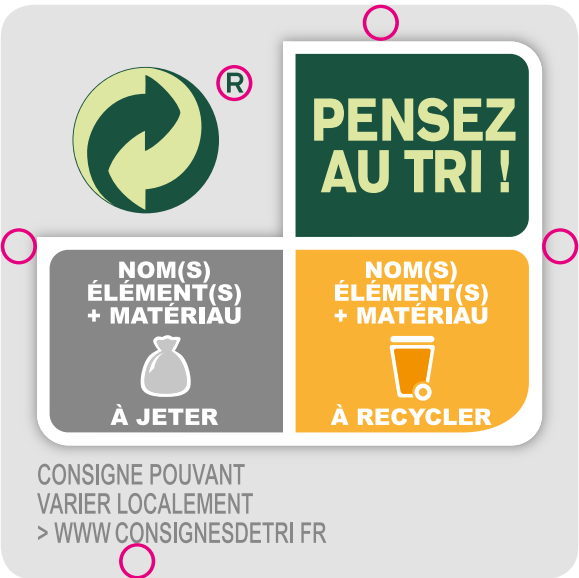 ®
PENSEZ
AU TRI !
NOM(S)
ÉLÉMENT(S)
+ MATÉRIAU
À JETER
NOM(S)
ÉLÉMENT(S)
+ MATÉRIAU
À RECYCLER
CONSIGNE POUVANT
VARIER LOCALEMENT
> WWW CONSIGNESDETRI FR